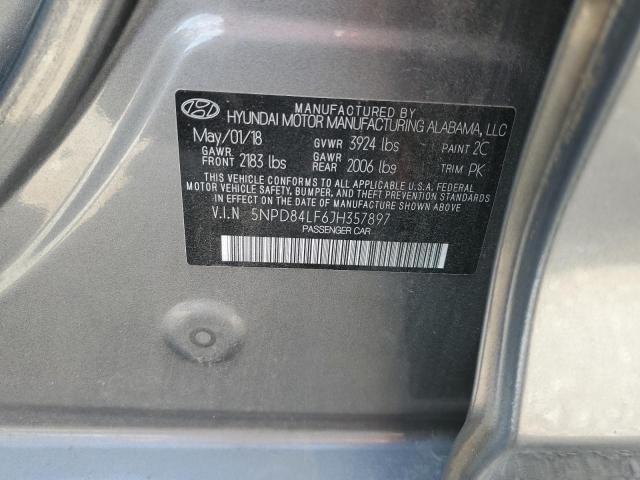 MANUFACTURED BY
HYUNDAI MOTOR MANUFACTURING ALABAMA, LLC
May/01/18 GVWR 3924 lbs PAINT 2C
GAWR FRONT 2183 lbs GAWR REAR 2006 lb9 TRIM PK
THIS VEHICLE CONFORMS TO ALL APPLICABLE U.S.A. FEDERAL
MOTOR VEHICLE SAFETY, BUMPER, AND THEFT PREVENTION STANDARDS
IN EFFECT ON THE DATE OF MANUFACTURE SHOWN ABOVE.
V.I.N 5NPD84LF6JH357897
PASSENGER CAR